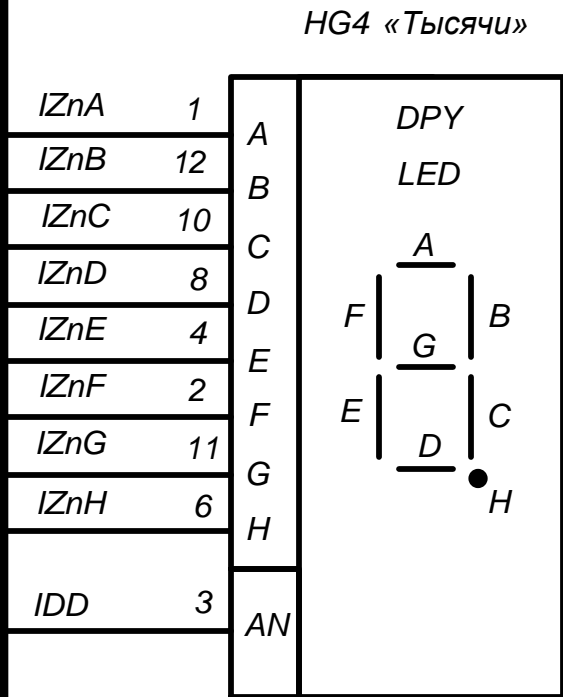 HG4 «Тысячи»
IZnA 1 A
IZnB 12 B
IZnC 10 C
IZnD 8 D
IZnE 4 E
IZnF 2 F
IZnG 11 G
IZnH 6 H
IDD 3 AN
DPY
LED
A
F B
G
E C
D
H